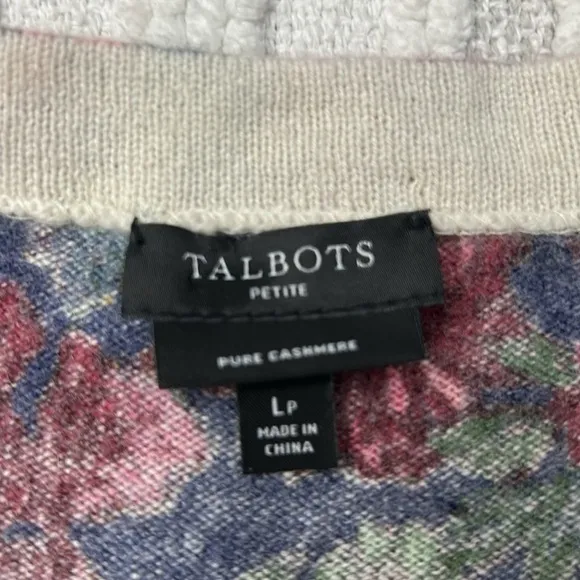 TALBOTS
PETITE
PURE CASHMERE
LP
MADE IN
CHINA